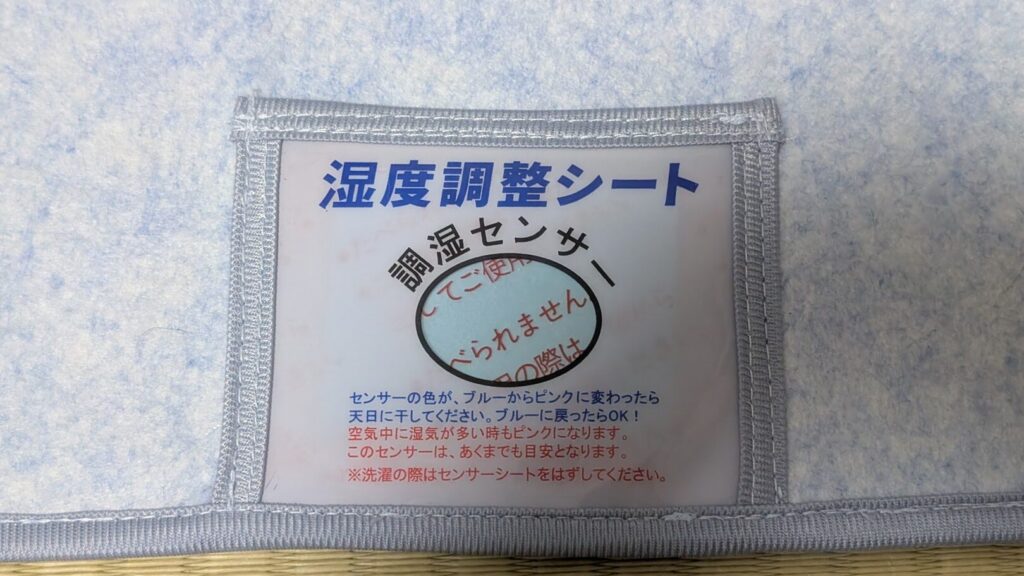 湿度調整シート
調湿センサー
してご使用
べられません
の際は
センサーの色が、ブルーからピンクに変わったら
天日に干してください。ブルーに戻ったらOK！
空気中に湿気が多い時もピンクになります。
このセンサーは、あくまでも目安となります。
※洗濯の際はセンサーシートをはずしてください。